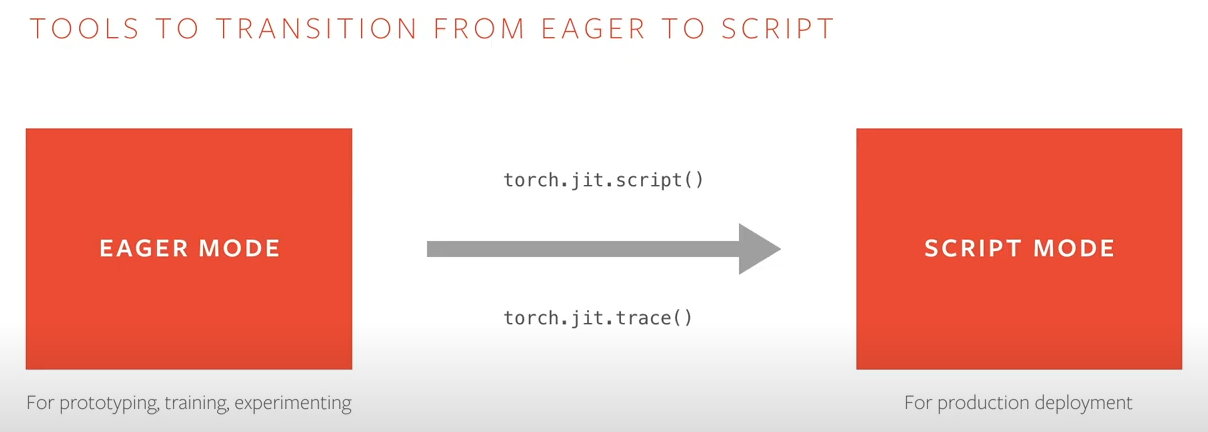 TOOLS TO TRANSITION FROM EAGER TO SCRIPT
torch.jit.script()
EAGER MODE
SCRIPT MODE
torch.jit.trace()
For prototyping, training, experimenting
For production deployment